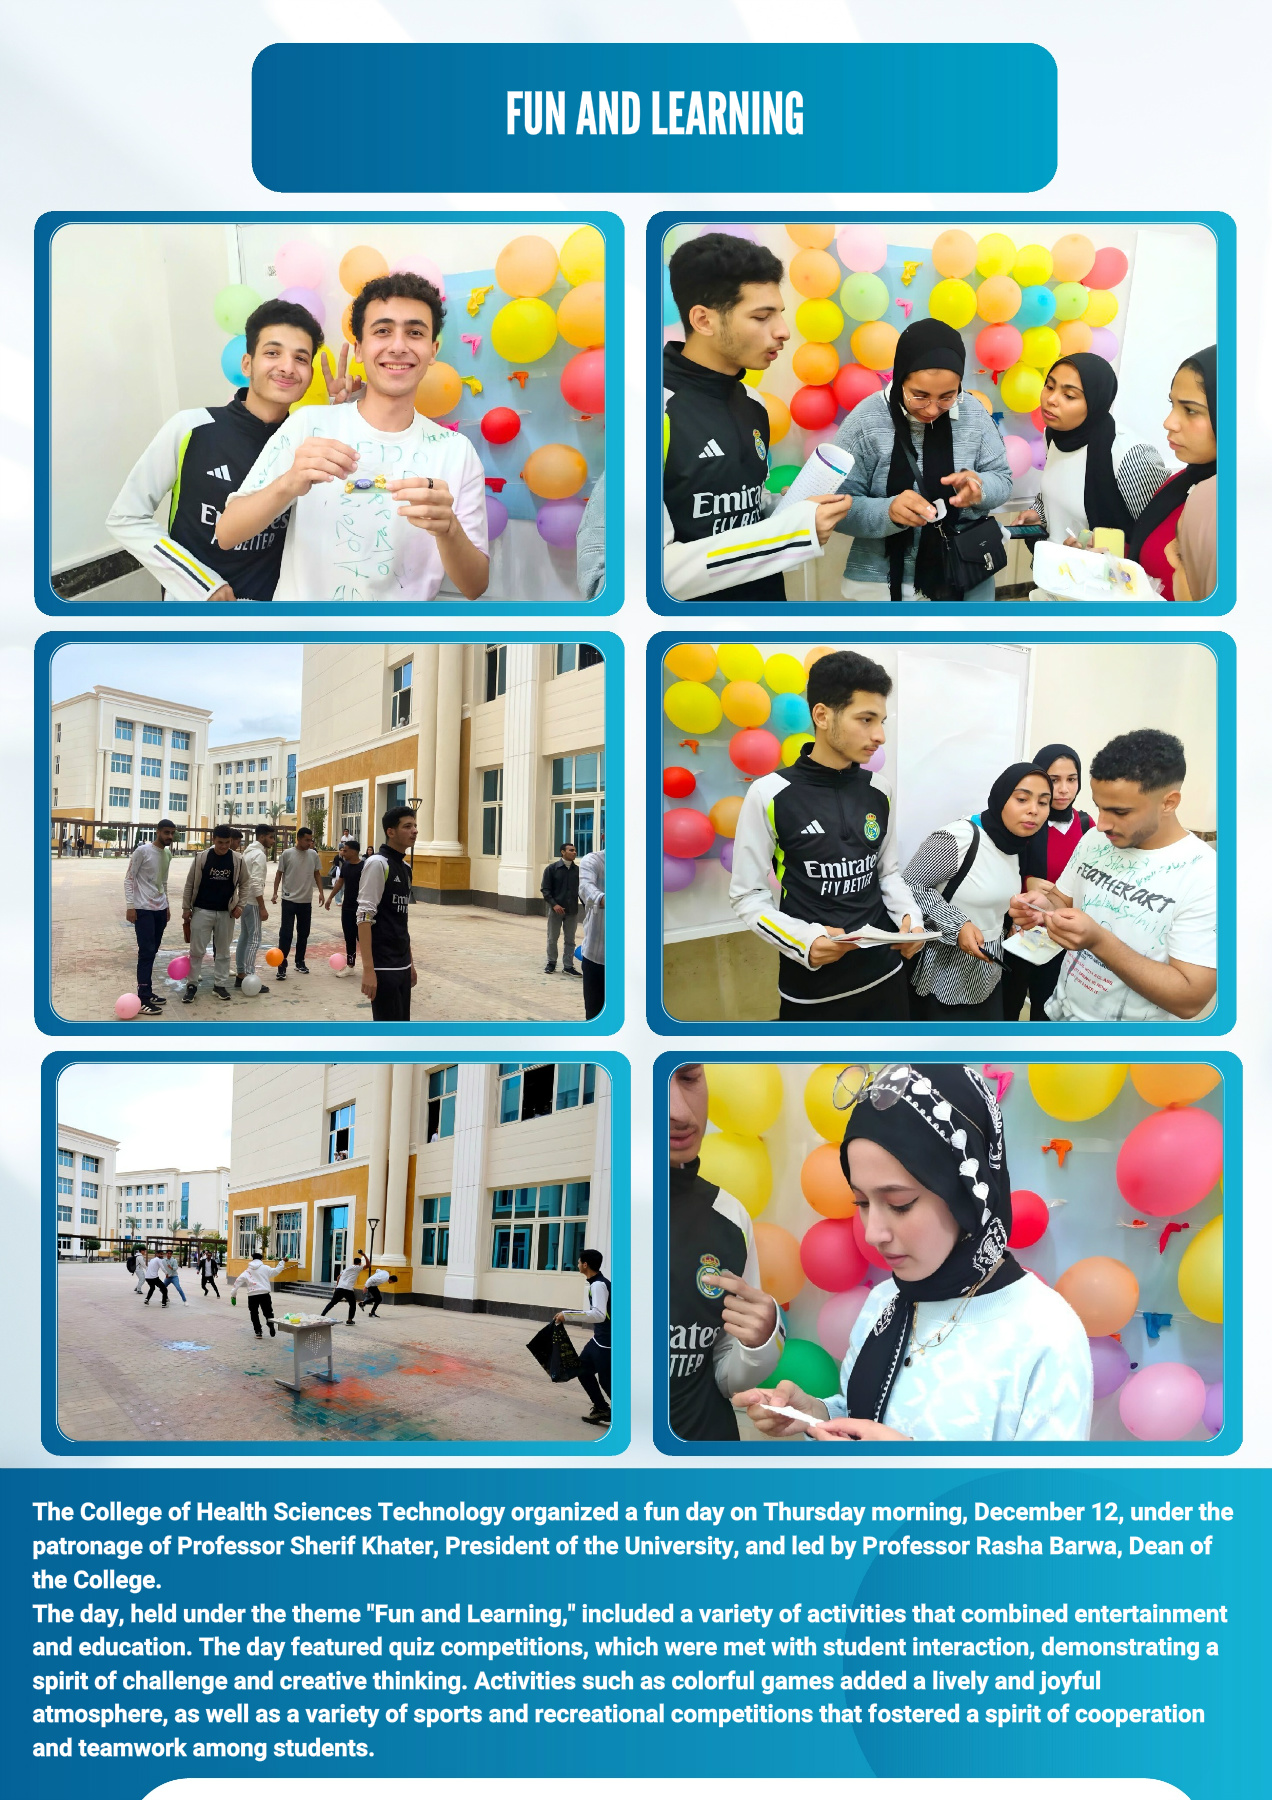 FUN AND LEARNING
Emirates
FLY BETTER
Emirate
FLY BETTER
FEATHER ART
The College of Health Sciences Technology organized a fun day on Thursday morning, December 12, under the
patronage of Professor Sherif Khater, President of the University, and led by Professor Rasha Barwa, Dean of
the College.
The day, held under the theme "Fun and Learning," included a variety of activities that combined entertainment
and education. The day featured quiz competitions, which were met with student interaction, demonstrating a
spirit of challenge and creative thinking. Activities such as colorful games added a lively and joyful
atmosphere, as well as a variety of sports and recreational competitions that fostered a spirit of cooperation
and teamwork among students.